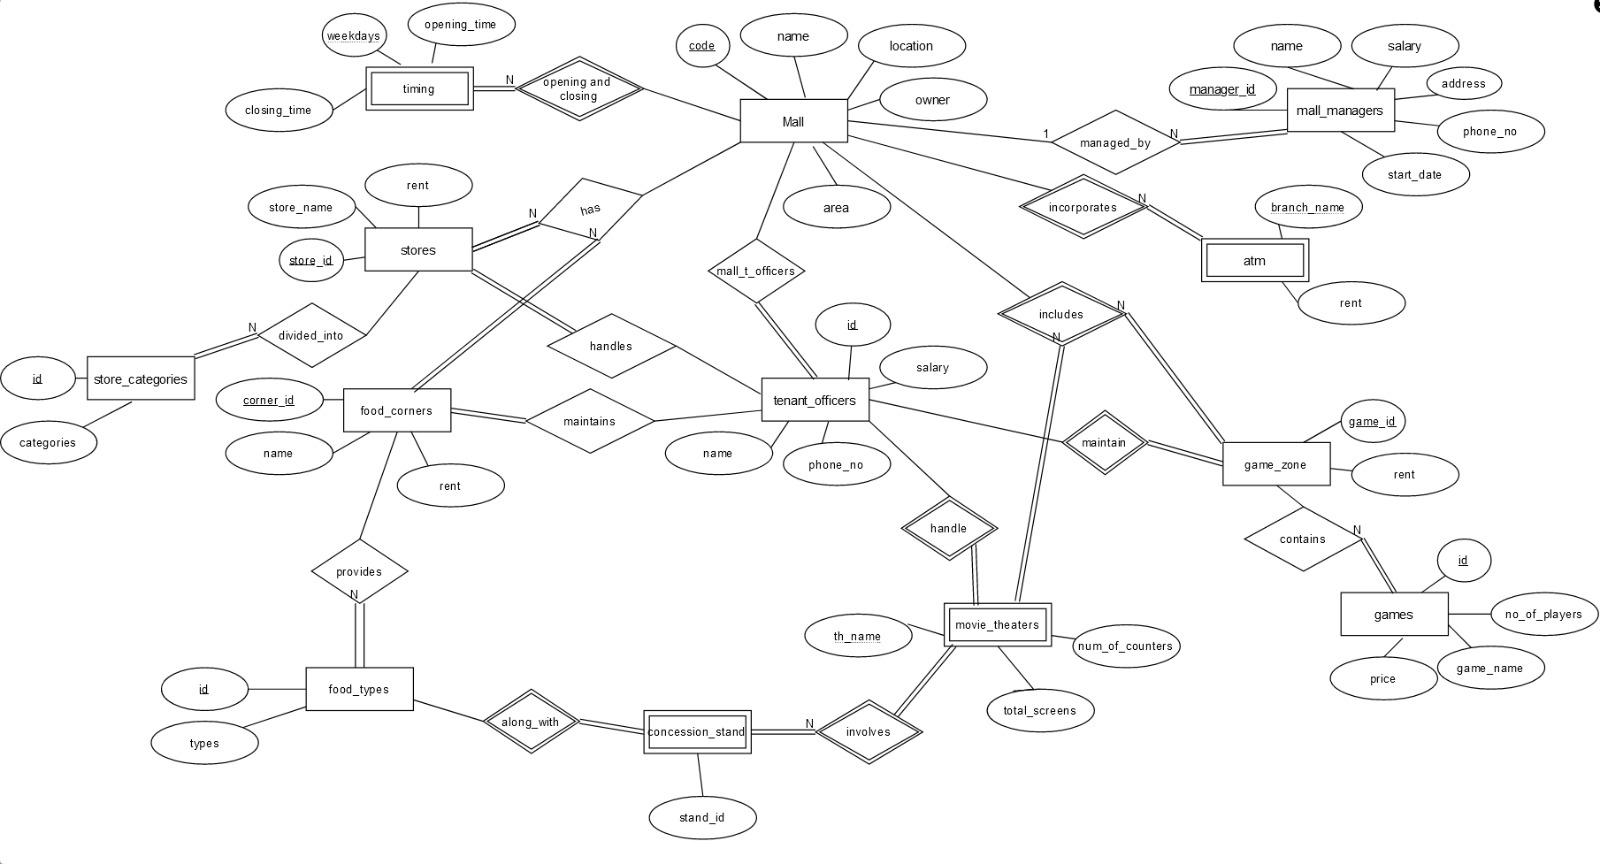 opening_time
weekdays
closing_time
timing
N
opening and
closing
code
name
location
owner
Mall
area
1
managed_by
N
name
salary
manager_id
address
mall_managers
phone_no
start_date
incorporates
N
branch_name
atm
rent
rent
store_name
stores
store_id
N
has
N
mall_t_officers
includes
N
N
N
divided_into
handles
id
store_categories
categories
corner_id
food_corners
name
rent
maintains
id
salary
tenant_officers
name
phone_no
maintain
game_id
game_zone
rent
contains
N
id
games
no_of_players
game_name
price
handle
provides
N
th_name
movie_theaters
num_of_counters
total_screens
id
food_types
types
along_with
concession_stand
N
involves
stand_id